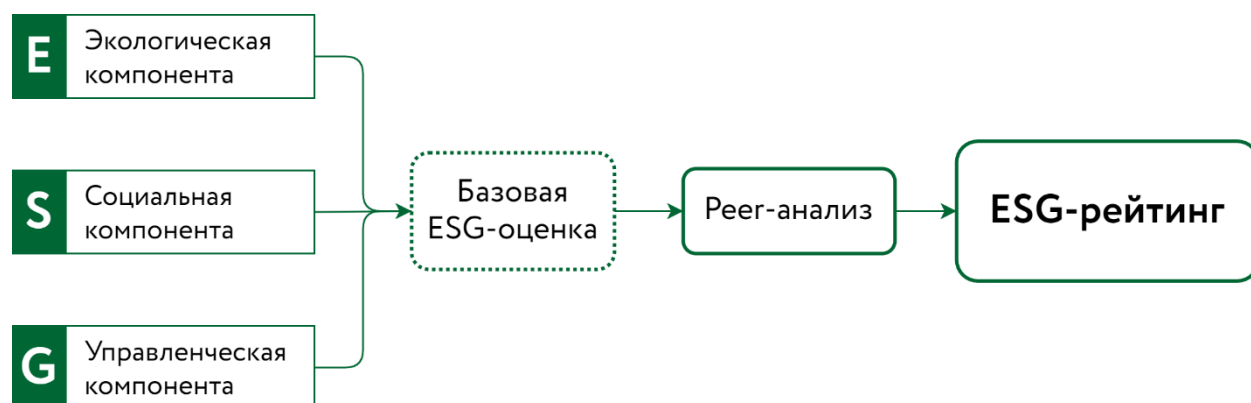 E
Экологическая
компонента
S
Социальная
компонента
G
Управленческая
компонента
Базовая
ESG-оценка
Peer-анализ
ESG-рейтинг